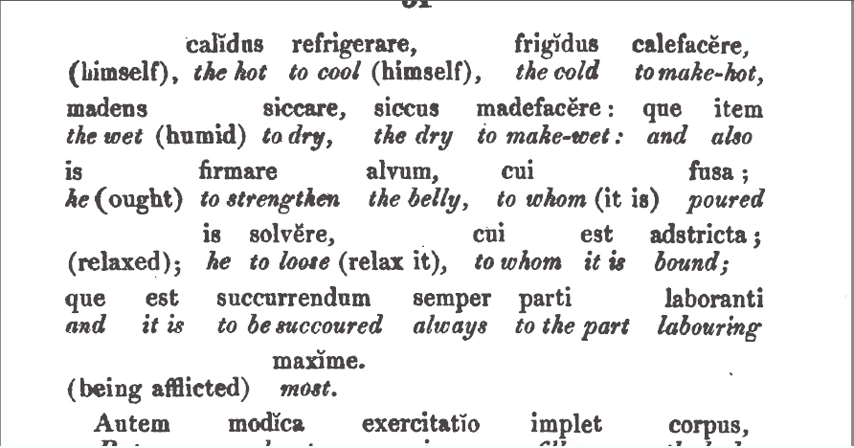 calĭdus refrigerare, frigĭdus calefacĕre,
(himself), the hot to cool (himself), the cold to make-hot,
madens siccare, siccus madefacĕre : que item
the wet (humid) to dry, the dry to make-wet : and also
is firmare alvum, cui fusa ;
he (ought) to strengthen the belly, to whom (it is) poured
is solvĕre, cui est adstricta ;
(relaxed); he to loose (relax it), to whom it is bound;
que est succurrendum semper parti laboranti
and it is to be succoured always to the part labouring
maxĭme.
(being afflicted) most.
Autem modĭca exercitatĭo implet corpus,